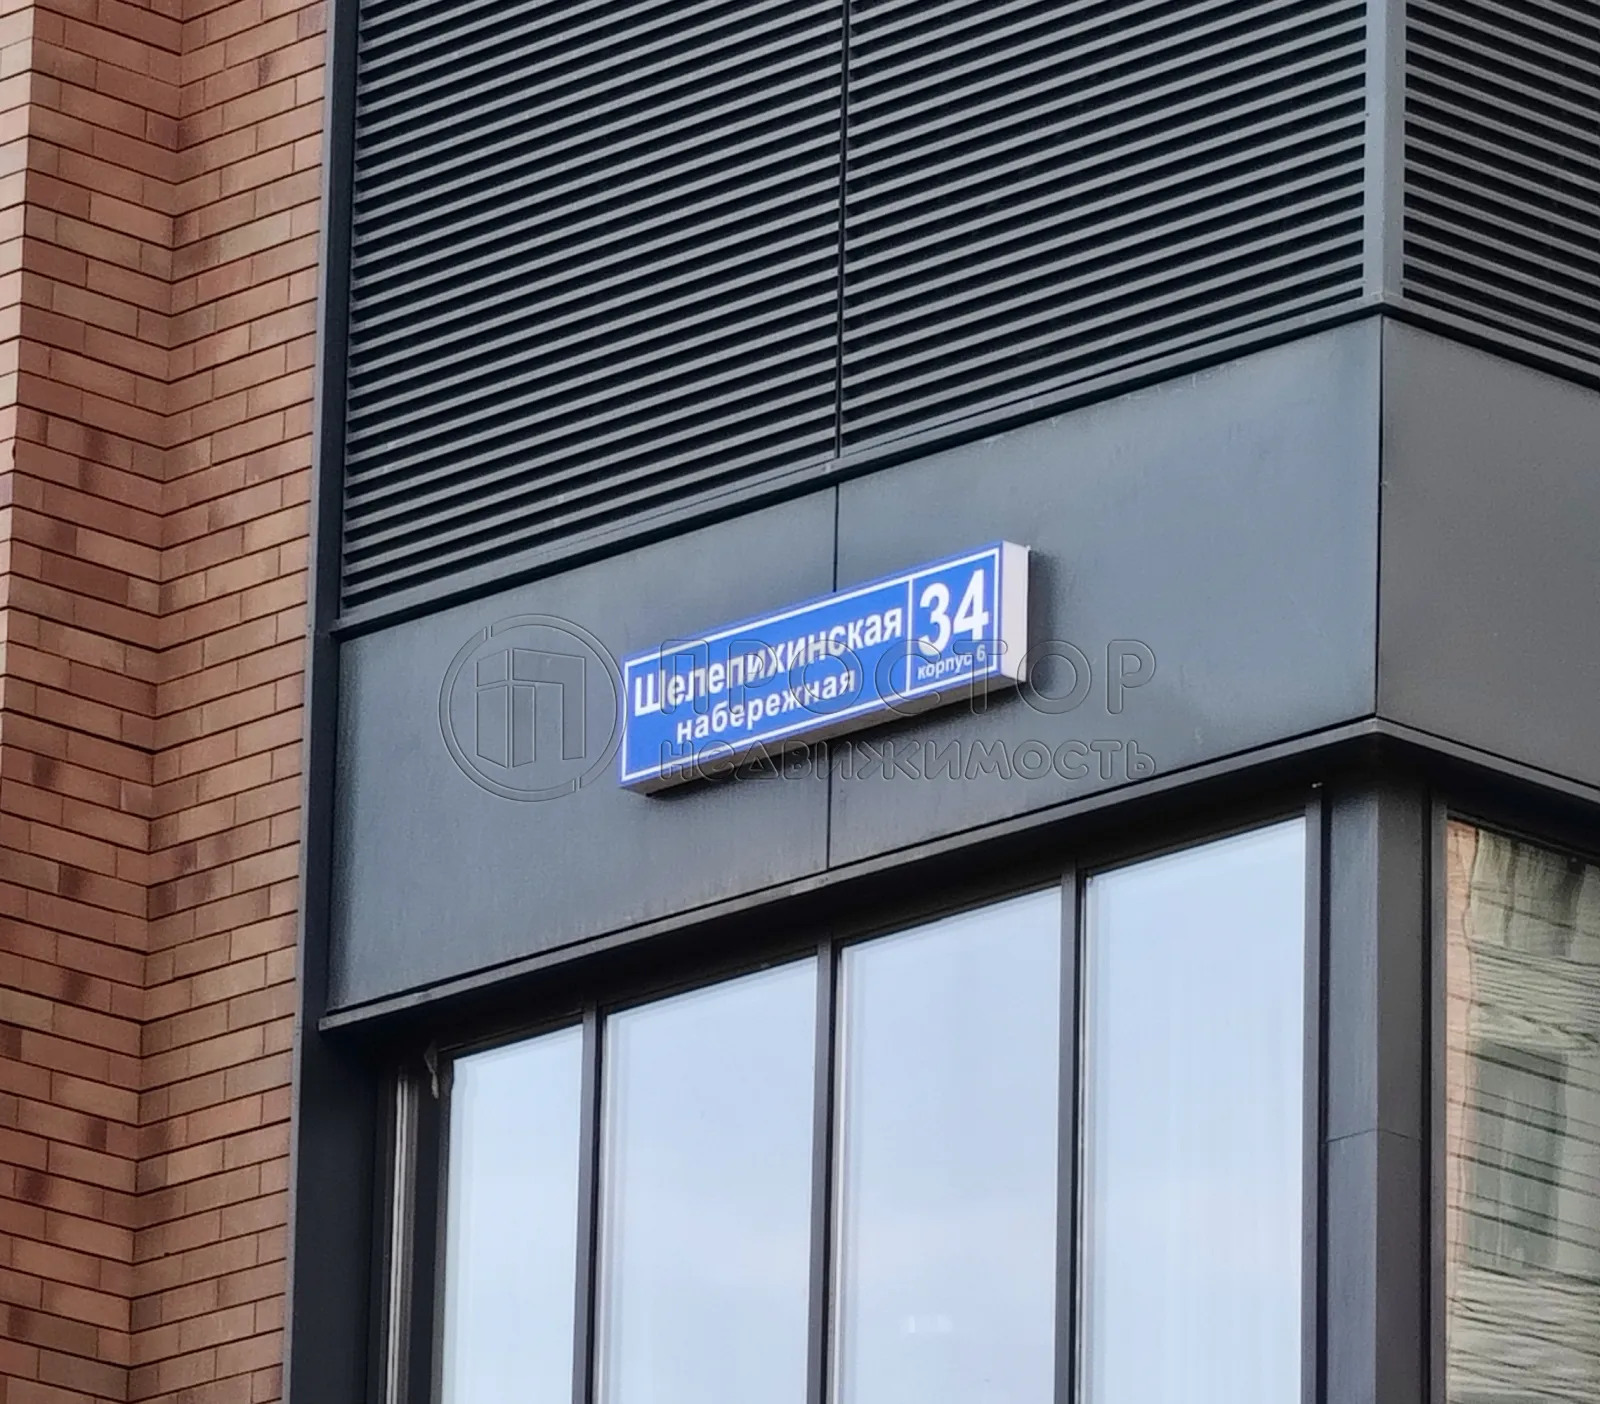 Шелепихинская
набережная
34
корпус 6
ПРОСТОР
НЕДВИЖИМОСТЬ